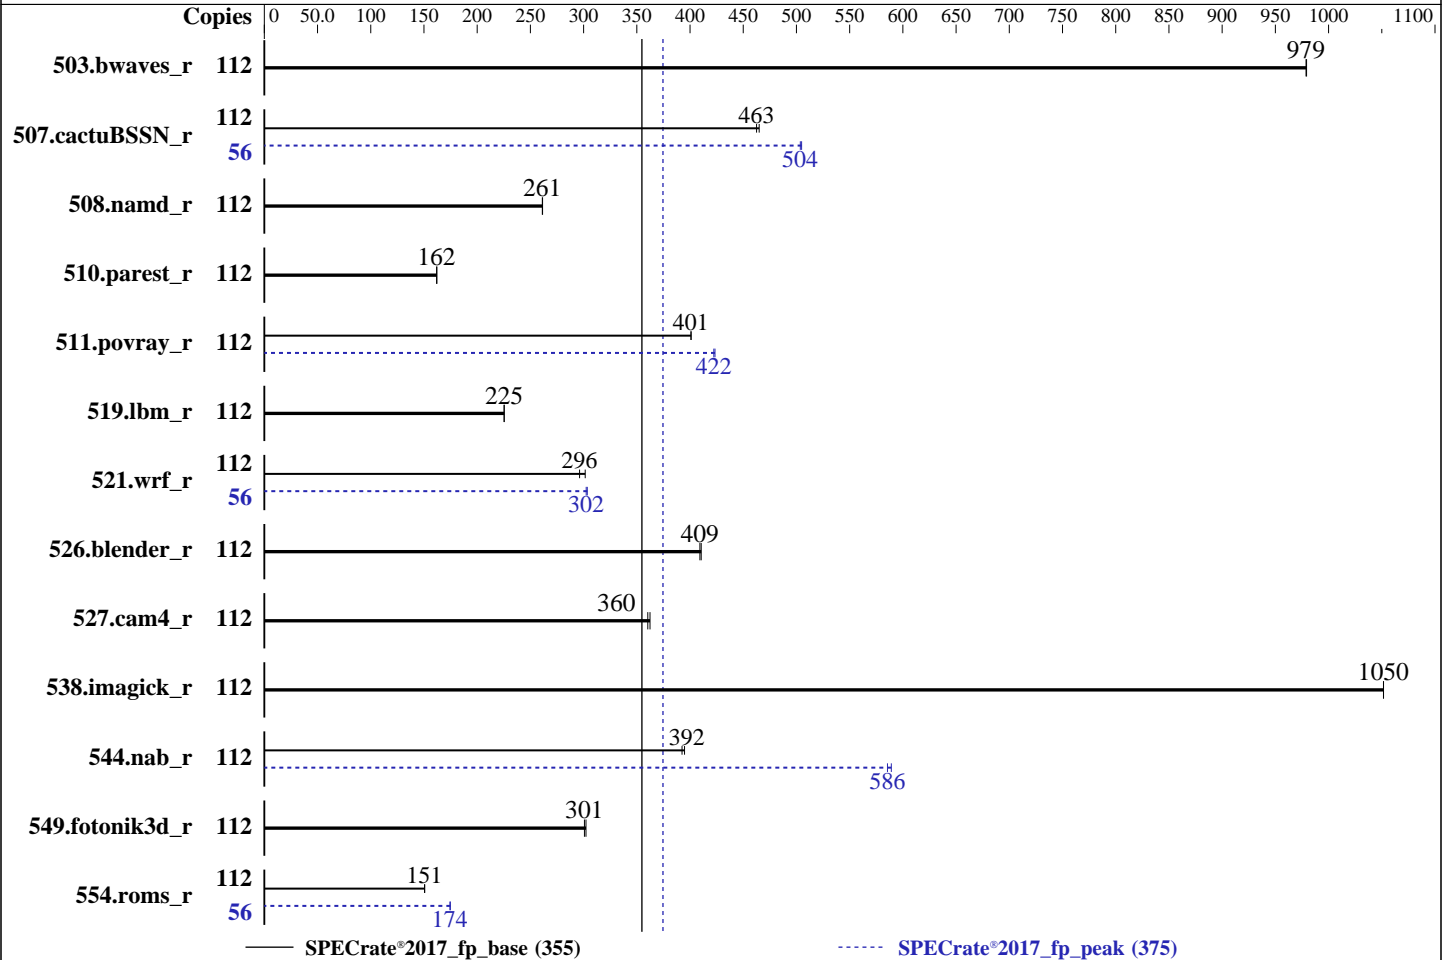 Copies 0 50.0 100 150 200 250 300 350 400 450 500 550 600 650 700 750 800 850 900 950 1000 1100
503.bwaves_r 112 979
507.cactuBSSN_r 112 463
56 504
508.namd_r 112 261
510.parest_r 112 162
511.povray_r 112 401
422
519.lbm_r 112 225
521.wrf_r 112 296
56 302
526.blender_r 112 409
527.cam4_r 112 360
538.imagick_r 112 1050
544.nab_r 112 392
586
549.fotonik3d_r 112 301
554.roms_r 112 151
56 174
SPECrate®2017_fp_base (355) SPECrate®2017_fp_peak (375)